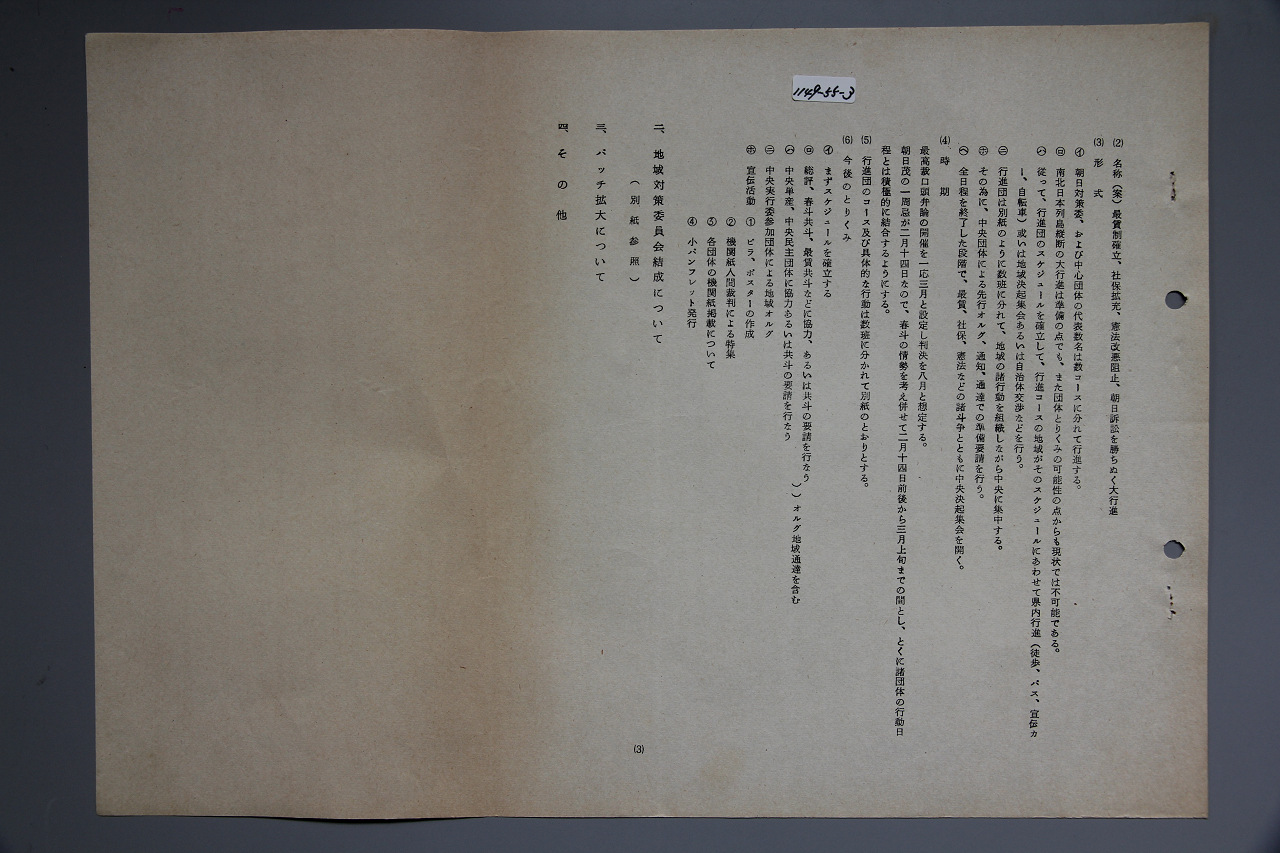 1149-55-3
(2) 名称(案)最賃制確立、社保拡充、憲法改悪阻止、朝日訴訟を勝ちぬく大行進
(3) 形式
㋑ 朝日対策委、および中心団体の代表数名は数コースに分れて行進する。
㋺ 南北日本列島縦断の大行進は準備の点でも、また団体とりくみの可能性の点からも現状では不可能である。
㋩ 従って、行進団のスケジュールを確立して、行進コースの地域がそのスケジュールにあわせて県内行進(徒歩、バス、宣伝カ
ー、自転車)或いは地域決起集会あるいは自治体交渉などを行う。
㋥ 行進団は別紙のように数班に分れて、地域の諸行動を組織しながら中央に集中する。
㋭ その為に、中央団体による先行オルグ、通知、通達での準備要請を行う。
㋬ 全日程を終了した段階で、最賃、社保、憲法などの諸斗争とともに中央決起集会を開く。
(4) 時期
最高裁口頭弁論の開催を一応三月と設定し判決を八月と想定する。
朝日茂の一周忌が二月十四日なので、春斗の情勢を考え併せて二月十四日前後から三月上旬までの間とし、とくに諸団体の行動日
程とは積極的に結合するようにする。
(5) 行進団のコース及び具体的な行動は数班に分かれて別紙のとおりとする。
(6) 今後のとりくみ
㋑ まずスケジュールを確立する
㋺ 総評、春斗共斗、最賃共斗などに協力、あるいは共斗の要請を行なう
㋩ 中央単産、中央民主団体に協力あるいは共斗の要請を行なう
))オルグ地域通達を含む
㋥ 中央実行委参加団体による地域オルグ
㋭ 宣伝活動 ① ビラ、ポスターの作成
② 機関紙人間裁判による特集
③ 各団体の機関紙掲載について
④ 小パンフレット発行
二、地域対策委員会結成について
(別紙参照)
三、バッチ拡大について
四、その他
(3)